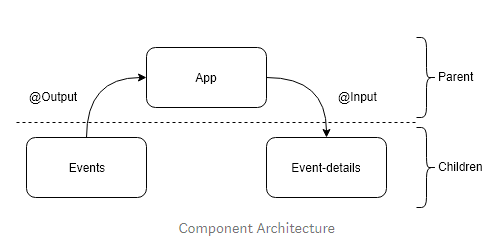 App
Parent
@Output
@Input
Events
Event-details
Children
Component Architecture